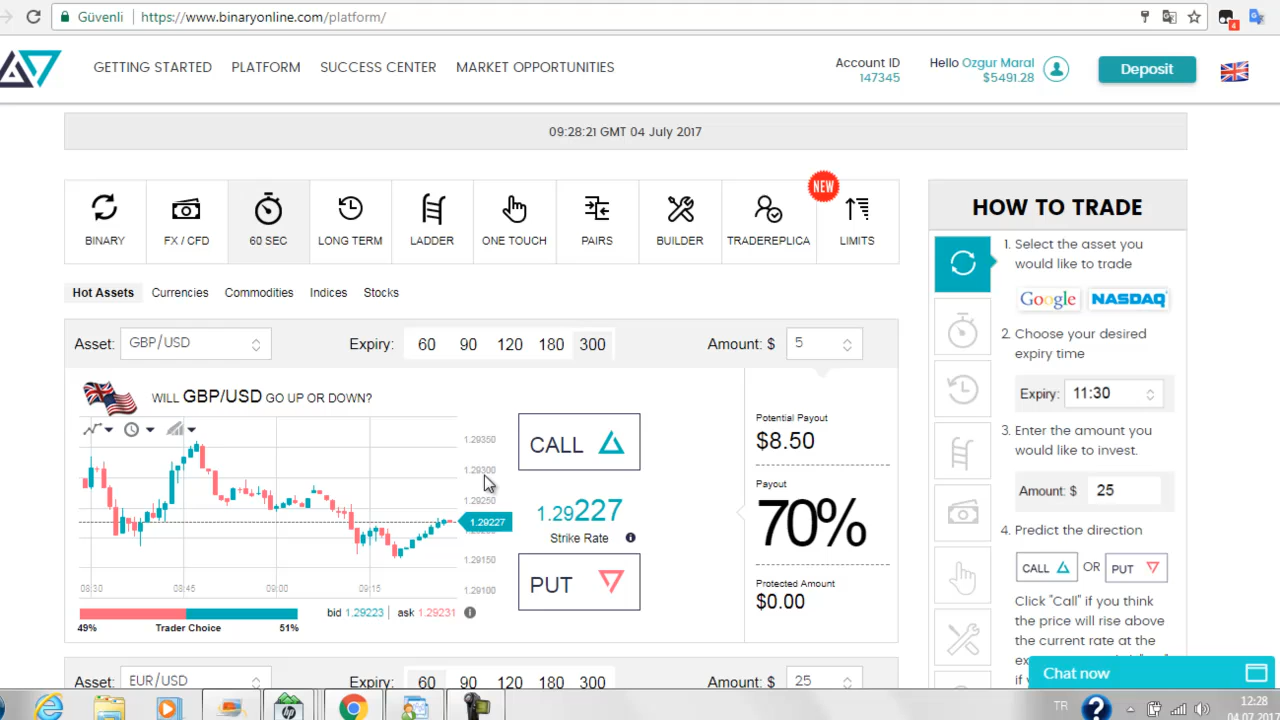 Güvenli
https://www.binaryonline.com/platform/
4
GETTING STARTED PLATFORM SUCCESS CENTER MARKET OPPORTUNITIES
Account ID
147345
Hello Ozgur Maral
$5491.28
Deposit
09:28:21 GMT 04 July 2017
NEW
BINARY FX / CFD 60 SEC LONG TERM LADDER ONE TOUCH PAIRS BUILDER TRADEREPLICA LIMITS
Hot Assets Currencies Commodities Indices Stocks
Asset: GBP/USD Expiry: 60 90 120 180 300 Amount: $ 5
WILL GBP/USD GO UP OR DOWN?
1.29350
1.29300
1.29250
1.29227
1.29150
1.29100
08:30 08:45 09:00 09:15
49% Trader Choice 51%
bid 1.29223 ask 1.29231
CALL
1.29227
Strike Rate
PUT
Potential Payout
$8.50
Payout
70%
Protected Amount
$0.00
Asset: EUR/USD Expiry: 60 90 120 180 300 Amount: $ 25
HOW TO TRADE
1. Select the asset you
would like to trade
Google NASDAQ
2. Choose your desired
expiry time
Expiry: 11:30
3. Enter the amount you
would like to invest.
Amount: $ 25
4. Predict the direction
CALL OR PUT
Click "Call" if you think
the price will rise above
the current rate at the
Chat now
hp
TR
12:28
04.07.2017